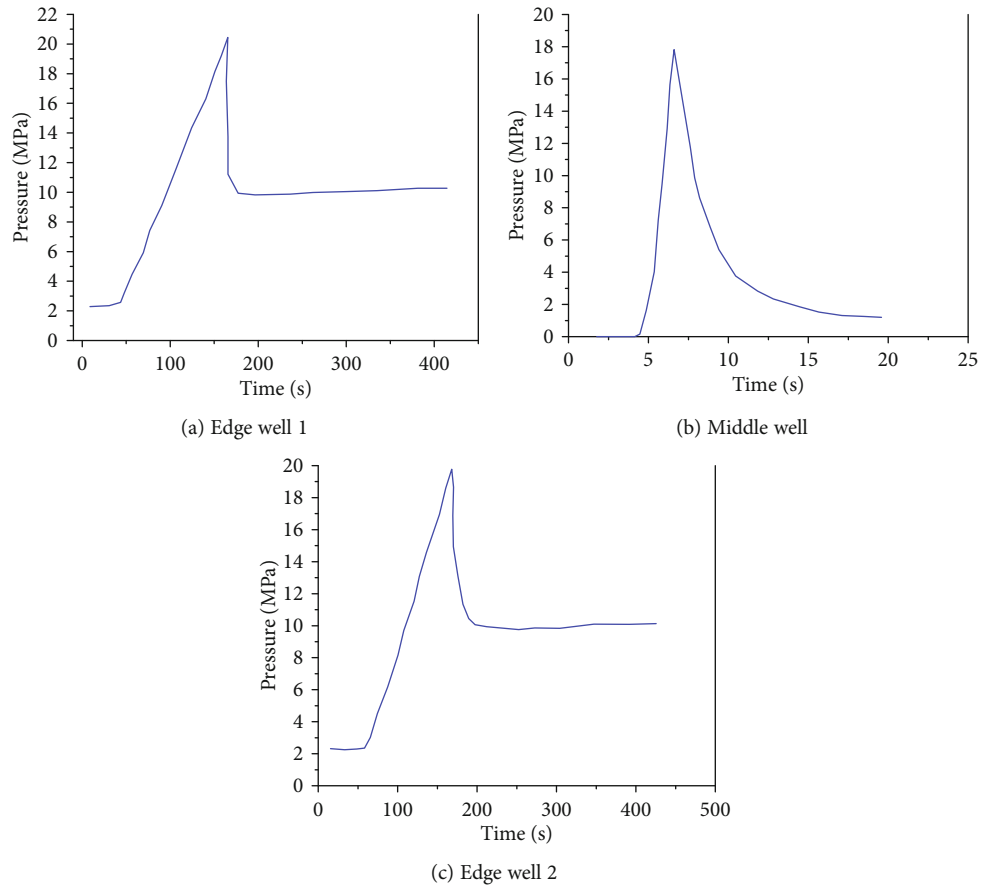 22
20
18
16
14
12
10
8
6
4
2
0
Pressure (MPa)
0 100 200 300 400
Time (s)
(a) Edge well 1
20
18
16
14
12
10
8
6
4
2
0
Pressure (MPa)
0 5 10 15 20 25
Time (s)
(b) Middle well
20
18
16
14
12
10
8
6
4
2
0
Pressure (MPa)
0 100 200 300 400 500
Time (s)
(c) Edge well 2